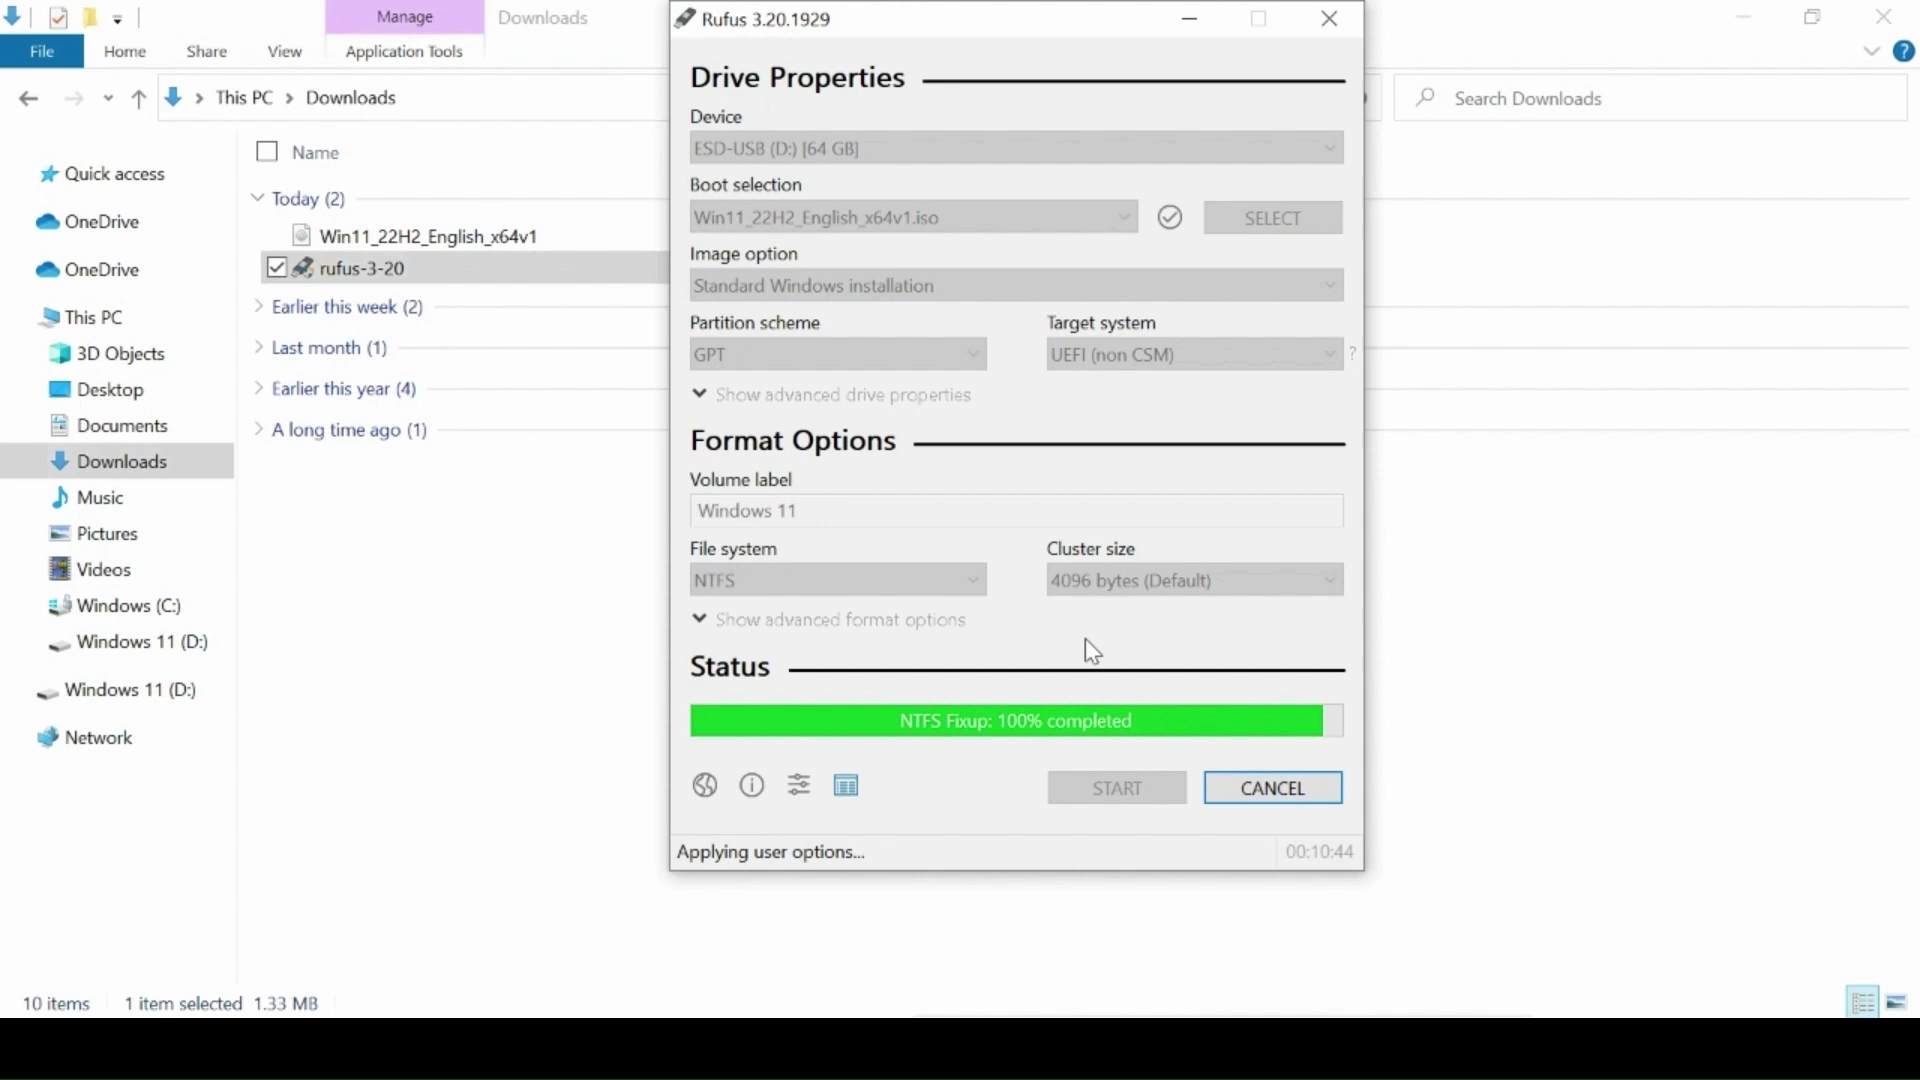 Manage
Downloads
File
Home
Share
View
Application Tools
This PC
Downloads
Search Downloads
Quick access
OneDrive
OneDrive
This PC
3D Objects
Desktop
Documents
Downloads
Music
Pictures
Videos
Windows (C:)
Windows 11 (D:)
Windows 11 (D:)
Network
Name
Today (2)
Win11_22H2_English_x64v1
rufus-3-20
Earlier this week (2)
Last month (1)
Earlier this year (4)
A long time ago (1)
10 items
1 item selected 1.33 MB
Rufus 3.20.1929
Drive Properties
Device
ESD-USB (D:) [64 GB]
Boot selection
Win11_22H2_English_x64v1.iso
SELECT
Image option
Standard Windows installation
Partition scheme
Target system
GPT
UEFI (non CSM)
?
Show advanced drive properties
Format Options
Volume label
Windows 11
File system
Cluster size
NTFS
4096 bytes (Default)
Show advanced format options
Status
NTFS Fixup: 100% completed
START
CANCEL
Applying user options...
00:10:44
?